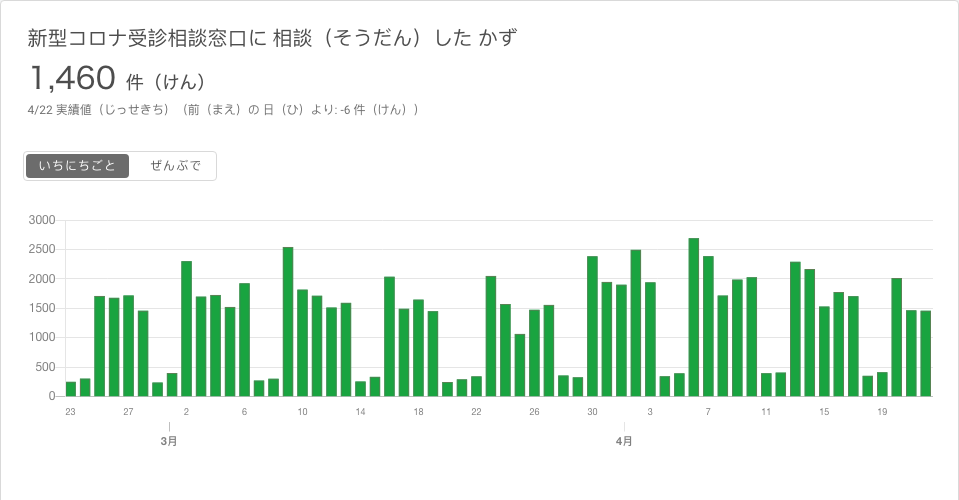 新型コロナ受診相談窓口に 相談（そうだん）した かず
1,460 件（けん）
4/22 実績値（じっせきち）（前（まえ）の 日（ひ）より: -6 件（けん））
いちにちごと ぜんぶで
3000
2500
2000
1500
1000
500
0
23 27 2 6 10 14 18 22 26 30 3 7 11 15 19
3月 4月